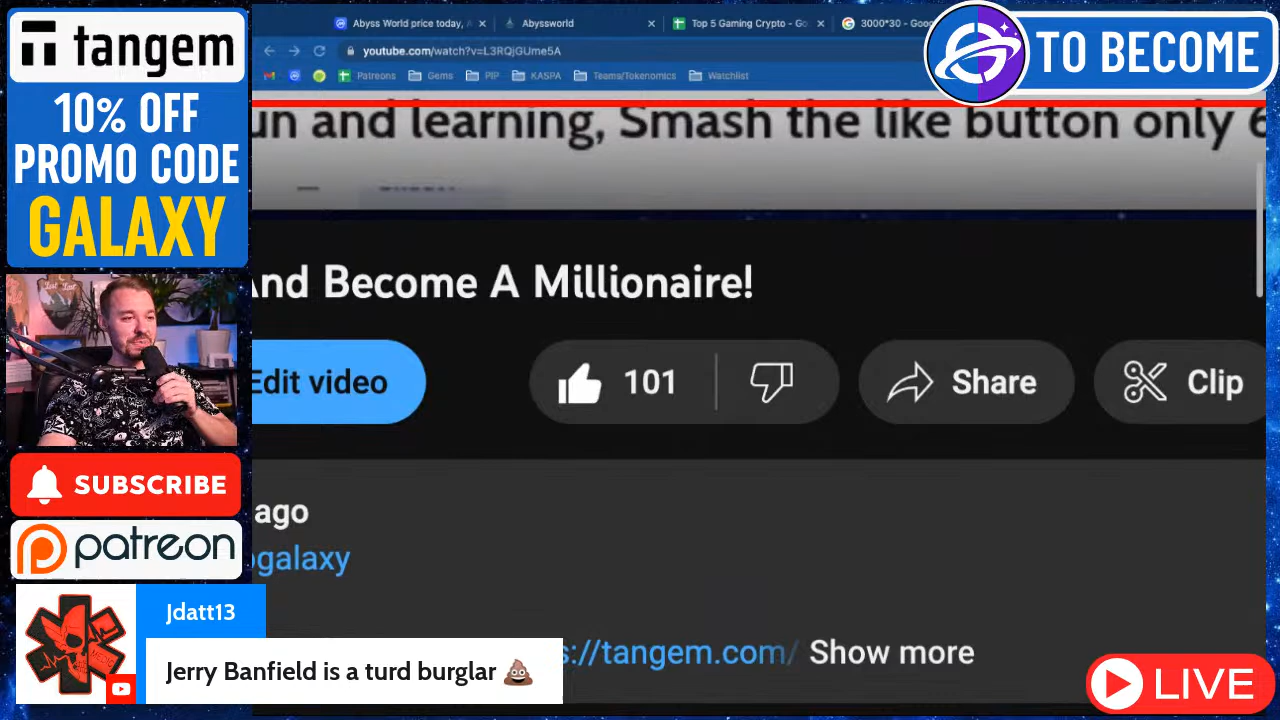 tangem
10% OFF
PROMO CODE
GALAXY
SUBSCRIBE
patreon
Jdatt13
Jerry Banfield is a turd burglar 💩
Abyss World price today, A
Abyssworld
Top 5 Gaming Crypto - Go
3000*30 - Goo
youtube.com/watch?v=L3RQjGUme5A
Patreons
Gems
PIP
KASPA
Teams/Tokenomics
Watchlist
TO BECOME
un and learning, Smash the like button only 6
And Become A Millionaire!
Edit video
101
Share
Clip
ago
galaxy
s://tangem.com/ Show more
LIVE